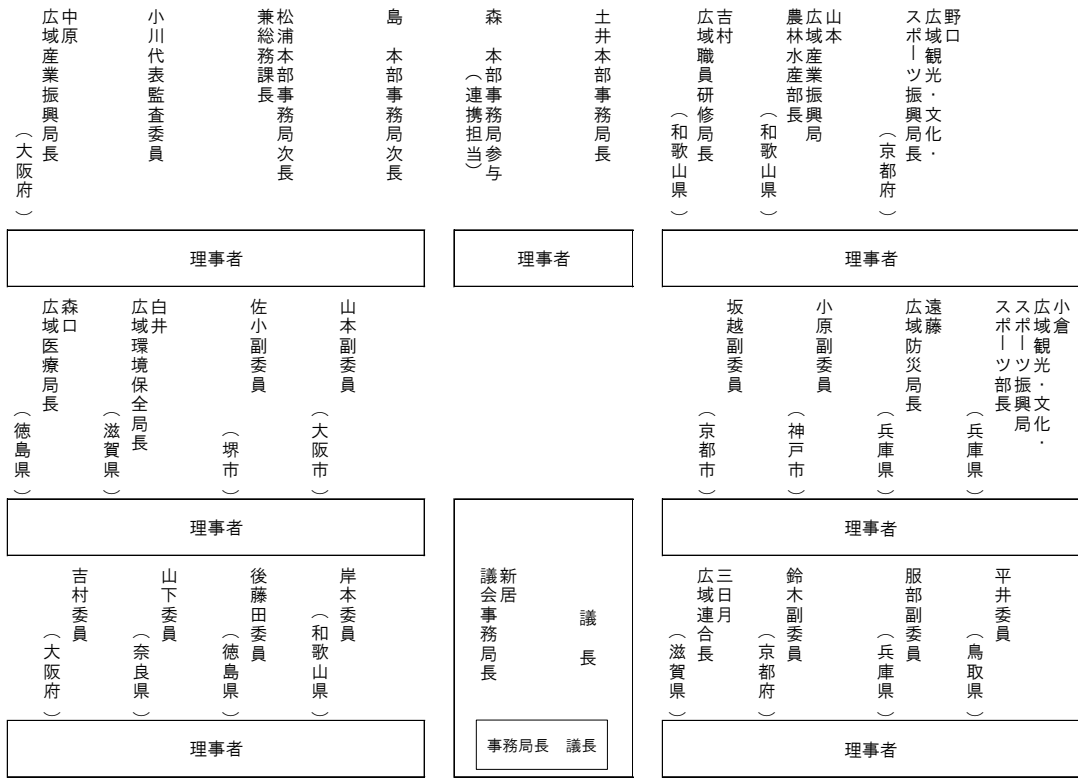 野口
広域観光・文化・
スポーツ振興局長
（京都府）
山本
広域産業振興局
農林水産部長
（和歌山県）
吉村
広域職員研修局長
（和歌山県）
土井本部事務局長
森　本部事務局参与
（連携担当）
島　本部事務局次長
松浦本部事務局次長
兼総務課長
小川代表監査委員
中原
広域産業振興局長
（大阪府）
理事者
理事者
理事者
小倉
広域観光・文化・
スポーツ振興局
スポーツ部長
（兵庫県）
遠藤
広域防災局長
（兵庫県）
小原副委員
（神戸市）
坂越副委員
（京都市）
山本副委員
（大阪市）
佐小副委員
（堺市）
白井
広域環境保全局長
（滋賀県）
森口
広域医療局長
（徳島県）
理事者
理事者
平井委員
（鳥取県）
服部副委員
（兵庫県）
鈴木副委員
（京都府）
三日月
広域連合長
（滋賀県）
議長
新居
議会事務局長
岸本委員
（和歌山県）
後藤田委員
（徳島県）
山下委員
（奈良県）
吉村委員
（大阪府）
理事者
事務局長　議長
理事者